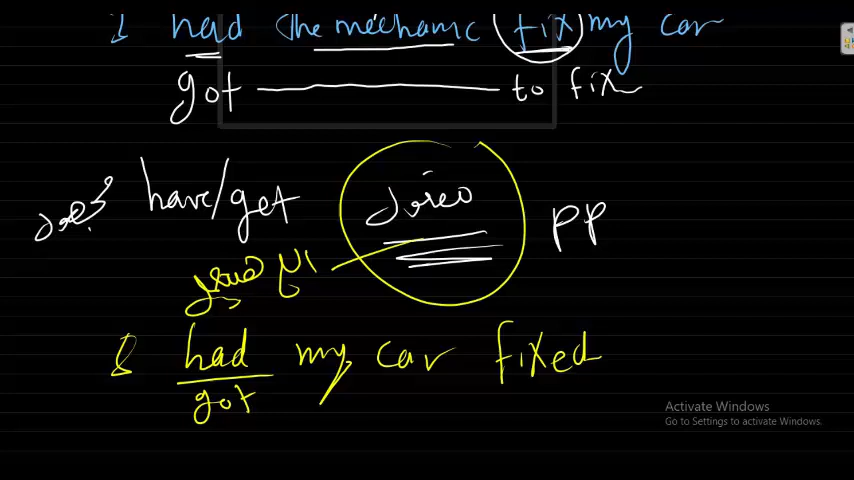 I had the mechanic fix my car
got ———— to fix
have/get مفعول pp
I had my car fixed
got
Activate Windows
Go to Settings to activate Windows.